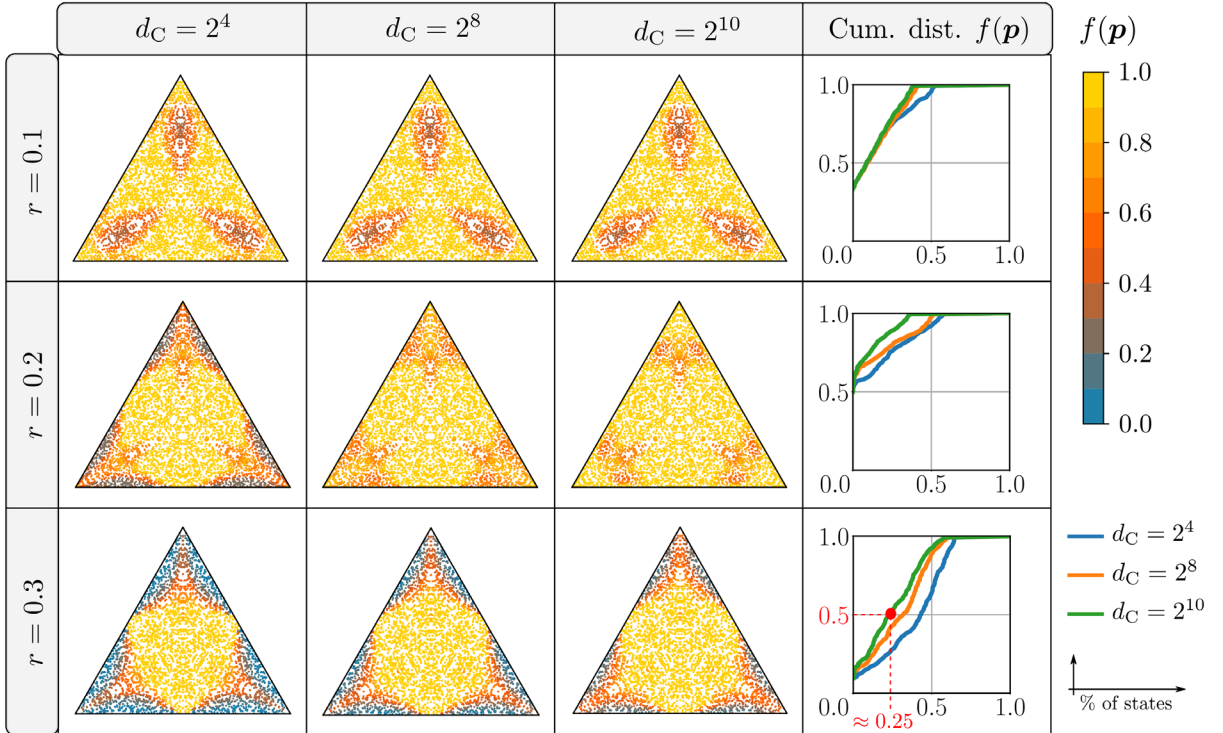 d_C = 2^4
d_C = 2^8
d_C = 2^10
Cum. dist. f(p)
f(p)
r = 0.1
1.0
0.5
0.0
0.5
1.0
1.0
0.8
0.6
0.4
0.2
0.0
r = 0.2
1.0
0.5
0.0
0.5
1.0
r = 0.3
1.0
0.5
0.0
0.5
1.0
≈ 0.25
d_C = 2^4
d_C = 2^8
d_C = 2^10
% of states